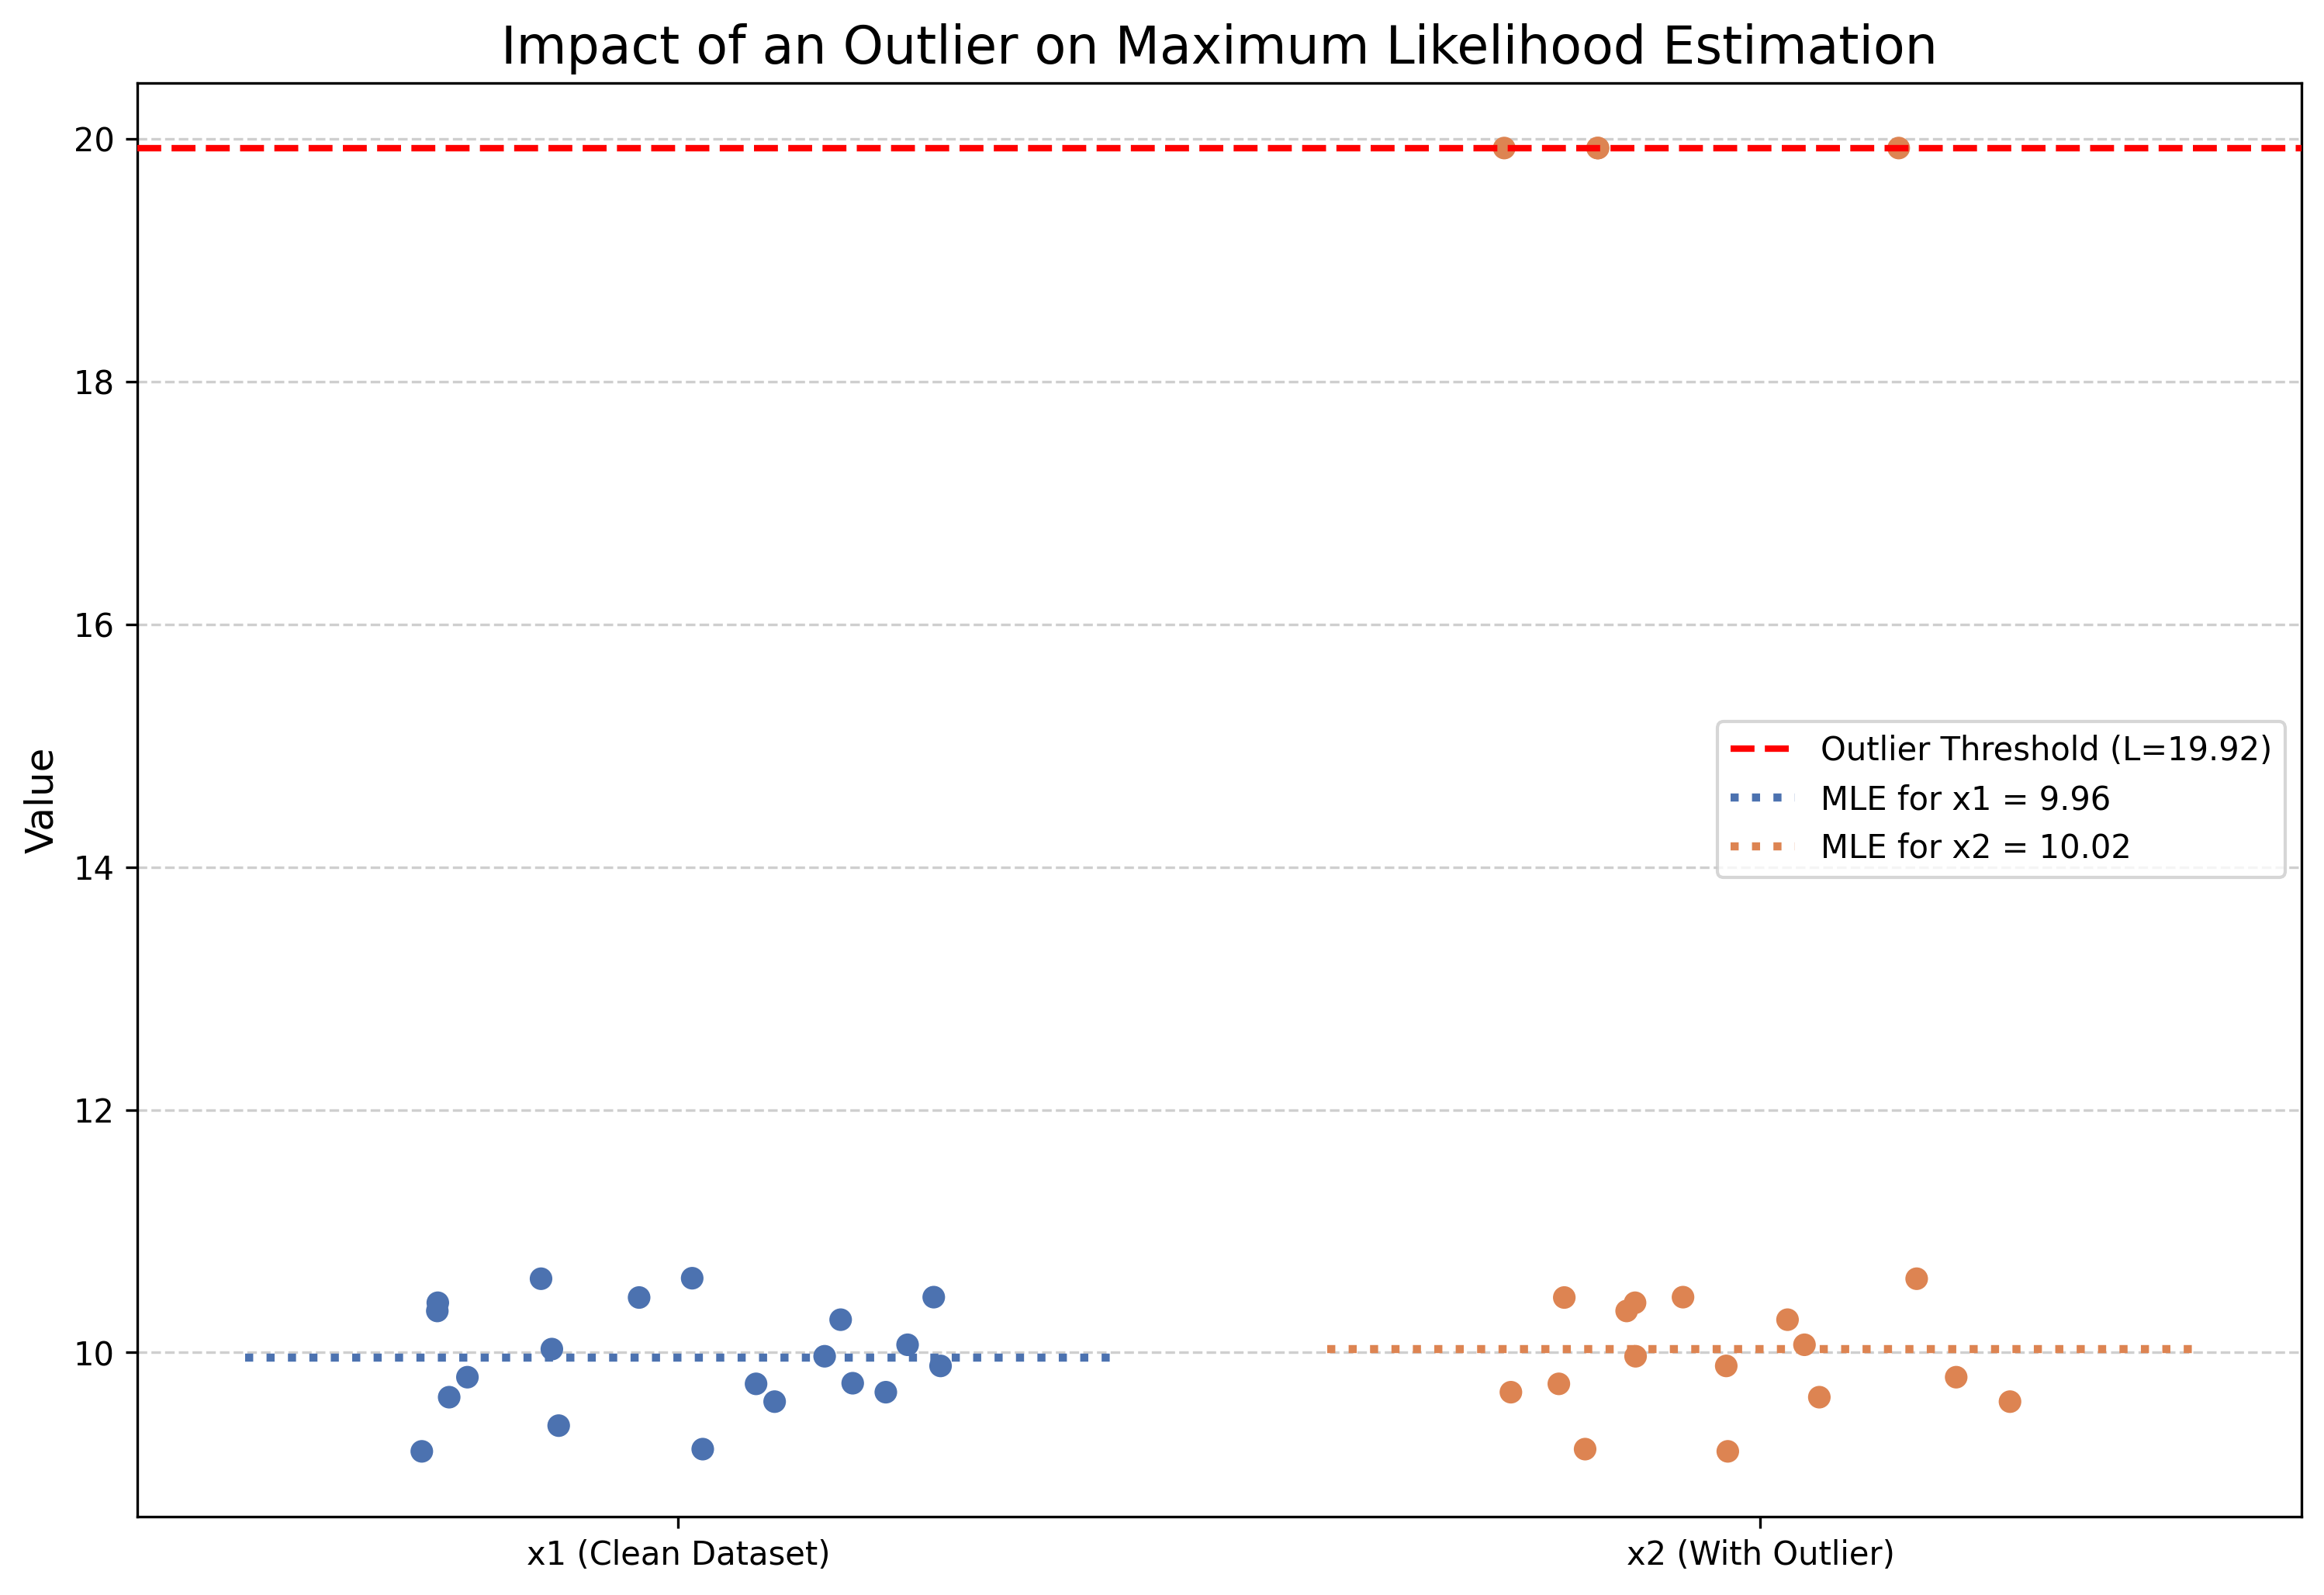 Impact of an Outlier on Maximum Likelihood Estimation
Value
20
18
16
14
12
10
Outlier Threshold (L=19.92)
MLE for x1 = 9.96
MLE for x2 = 10.02
x1 (Clean Dataset)
x2 (With Outlier)